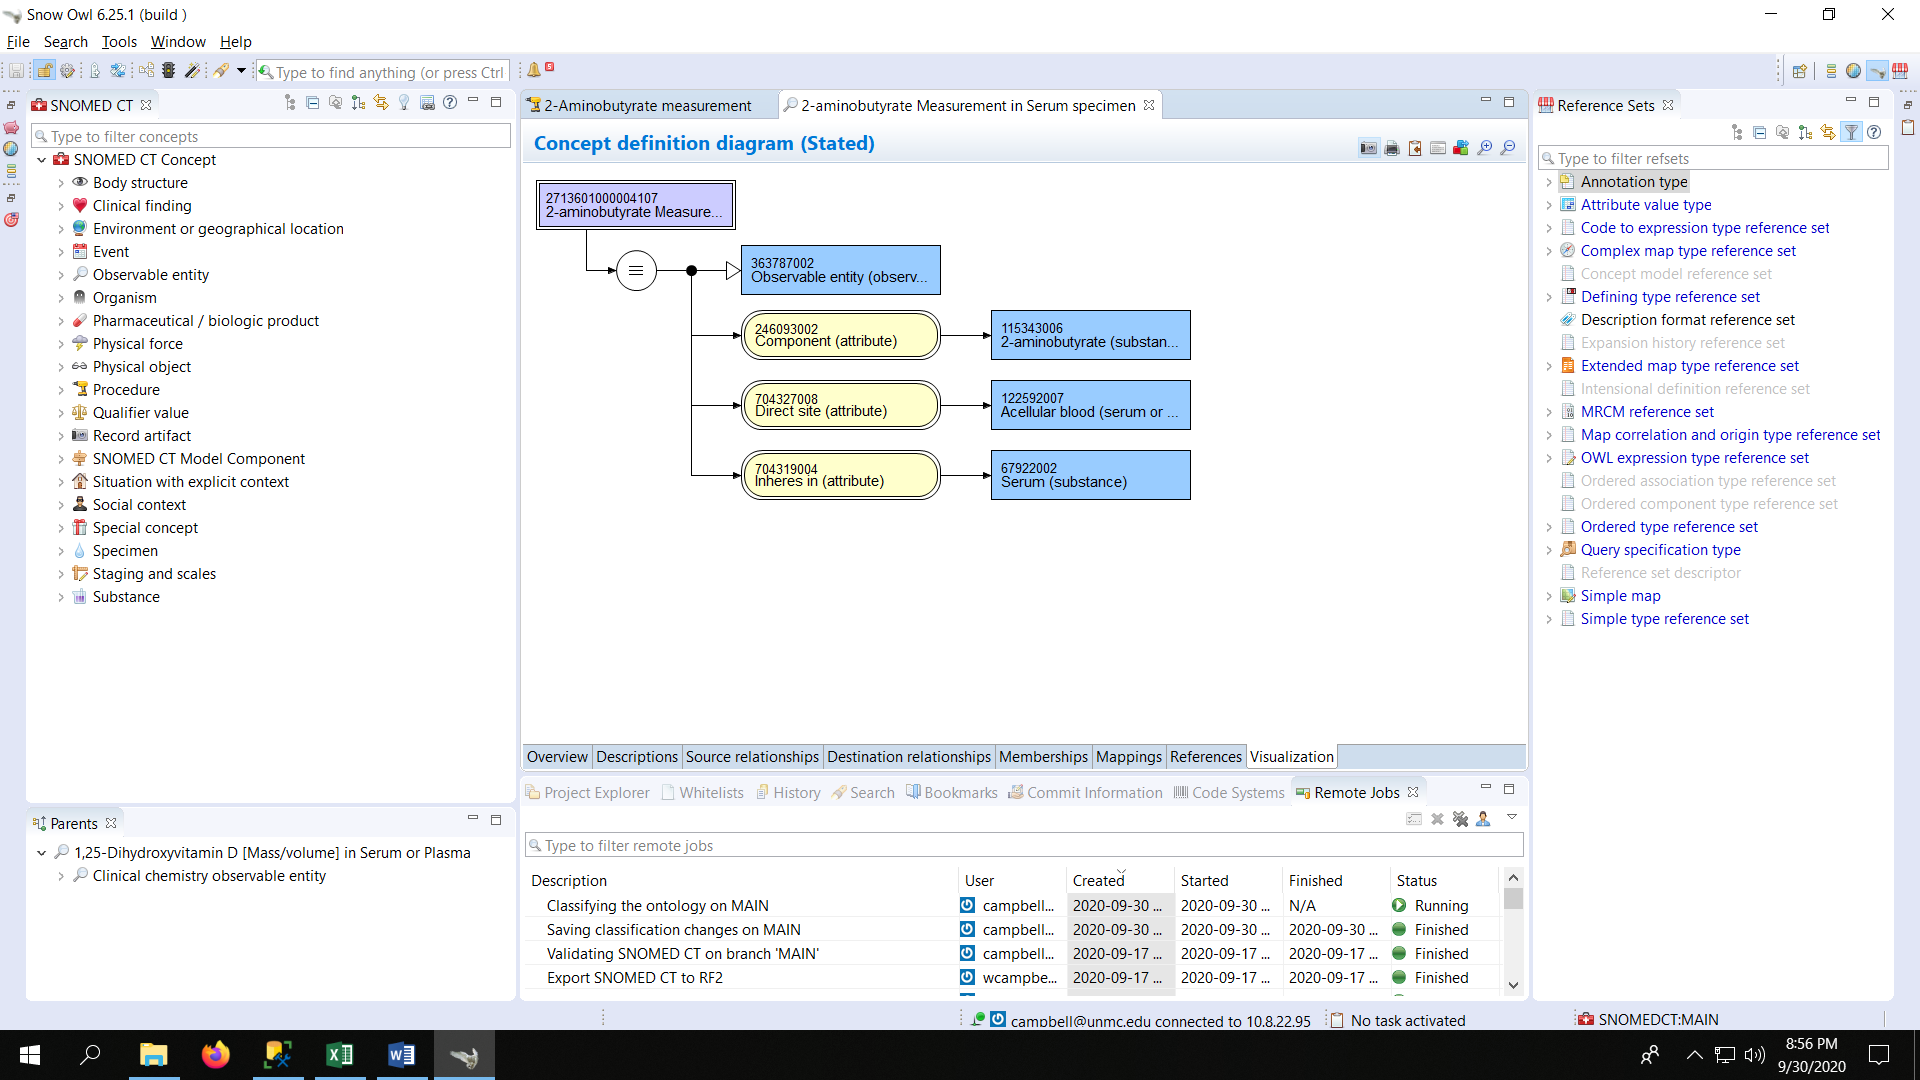 Snow Owl 6.25.1 (build )
File Search Tools Window Help
Type to find anything (or press Ctrl
5
SNOMED CT
Type to filter concepts
SNOMED CT Concept
Body structure
Clinical finding
Environment or geographical location
Event
Observable entity
Organism
Pharmaceutical / biologic product
Physical force
Physical object
Procedure
Qualifier value
Record artifact
SNOMED CT Model Component
Situation with explicit context
Social context
Special concept
Specimen
Staging and scales
Substance
Parents
1,25-Dihydroxyvitamin D [Mass/volume] in Serum or Plasma
Clinical chemistry observable entity
2-Aminobutyrate measurement
2-aminobutyrate Measurement in Serum specimen
Concept definition diagram (Stated)
2713601000004107
2-aminobutyrate Measure...
363787002
Observable entity (observ...
246093002
Component (attribute)
115343006
2-aminobutyrate (substan...
704327008
Direct site (attribute)
122592007
Acellular blood (serum or ...
704319004
Inheres in (attribute)
67922002
Serum (substance)
Overview Descriptions Source relationships Destination relationships Memberships Mappings References Visualization
Project Explorer Whitelists History Search Bookmarks Commit Information Code Systems Remote Jobs
Type to filter remote jobs
Description User Created Started Finished Status
Classifying the ontology on MAIN campbell... 2020-09-30 ... 2020-09-30 ... N/A Running
Saving classification changes on MAIN campbell... 2020-09-30 ... 2020-09-30 ... 2020-09-30 ... Finished
Validating SNOMED CT on branch 'MAIN' campbell... 2020-09-17 ... 2020-09-17 ... 2020-09-17 ... Finished
Export SNOMED CT to RF2 wcampbe... 2020-09-17 ... 2020-09-17 ... 2020-09-17 ... Finished
Reference Sets
Type to filter refsets
Annotation type
Attribute value type
Code to expression type reference set
Complex map type reference set
Concept model reference set
Defining type reference set
Description format reference set
Expansion history reference set
Extended map type reference set
Intensional definition reference set
MRCM reference set
Map correlation and origin type reference set
OWL expression type reference set
Ordered association type reference set
Ordered component type reference set
Ordered type reference set
Query specification type
Reference set descriptor
Simple map
Simple type reference set
campbell@unmc.edu connected to 10.8.22.95 No task activated SNOMEDCT:MAIN
8:56 PM
9/30/2020